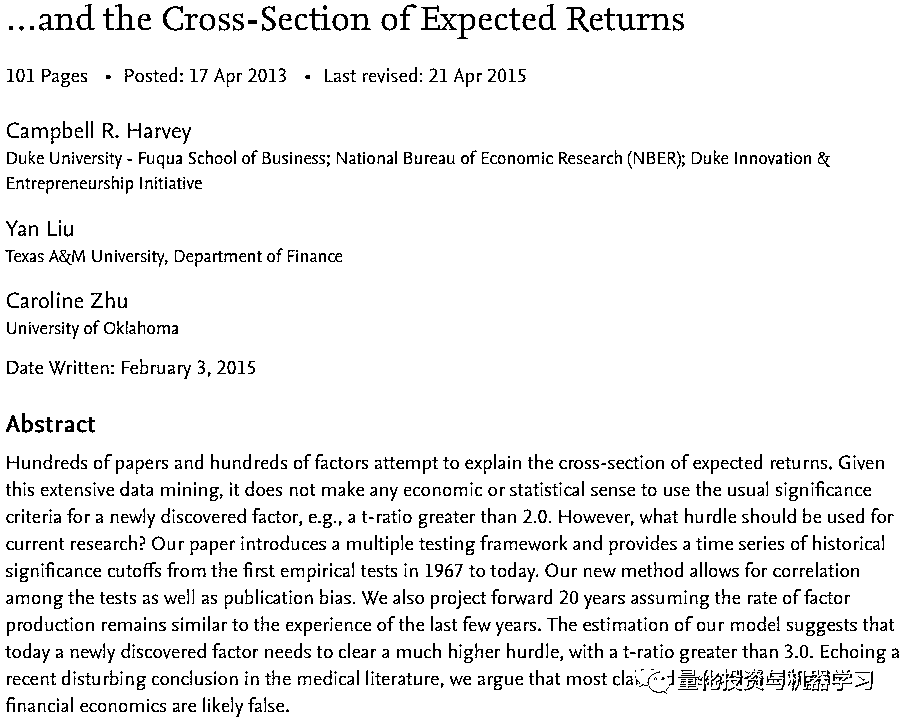 ...and the Cross-Section of Expected Returns
101 Pages • Posted: 17 Apr 2013 • Last revised: 21 Apr 2015
Campbell R. Harvey
Duke University - Fuqua School of Business; National Bureau of Economic Research (NBER); Duke Innovation &
Entrepreneurship Initiative
Yan Liu
Texas A&M University, Department of Finance
Caroline Zhu
University of Oklahoma
Date Written: February 3, 2015
Abstract
Hundreds of papers and hundreds of factors attempt to explain the cross-section of expected returns. Given
this extensive data mining, it does not make any economic or statistical sense to use the usual significance
criteria for a newly discovered factor, e.g., a t-ratio greater than 2.0. However, what hurdle should be used for
current research? Our paper introduces a multiple testing framework and provides a time series of historical
significance cutoffs from the first empirical tests in 1967 to today. Our new method allows for correlation
among the tests as well as publication bias. We also project forward 20 years assuming the rate of factor
production remains similar to the experience of the last few years. The estimation of our model suggests that
today a newly discovered factor needs to clear a much higher hurdle, with a t-ratio greater than 3.0. Echoing a
recent disturbing conclusion in the medical literature, we argue that most 量化投资与机器学习
financial economics are likely false.